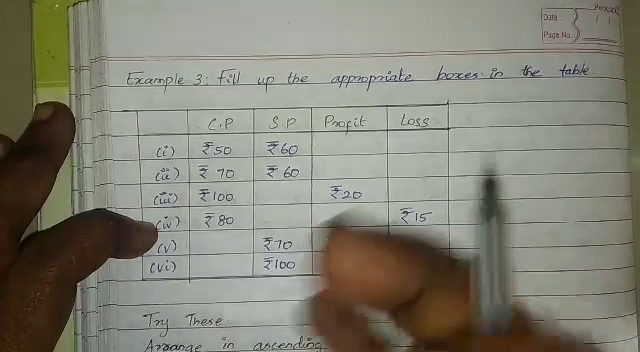 Peacock
Date :
Page No. :
Example 3: Fill up the appropriate boxes in the table.
C.P S.P Profit Loss
(i) ₹50 ₹60
(ii) ₹70 ₹60
(iii) ₹100 ₹20
(iv) ₹80 ₹15
(v) ₹70
(vi) ₹100
Try These
Arrange in ascending